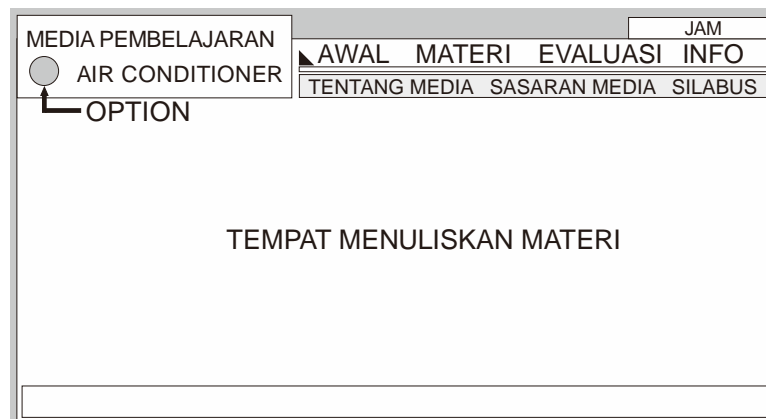 JAM
MEDIA PEMBELAJARAN
AIR CONDITIONER
AWAL MATERI EVALUASI INFO
TENTANG MEDIA SASARAN MEDIA SILABUS
OPTION
TEMPAT MENULISKAN MATERI